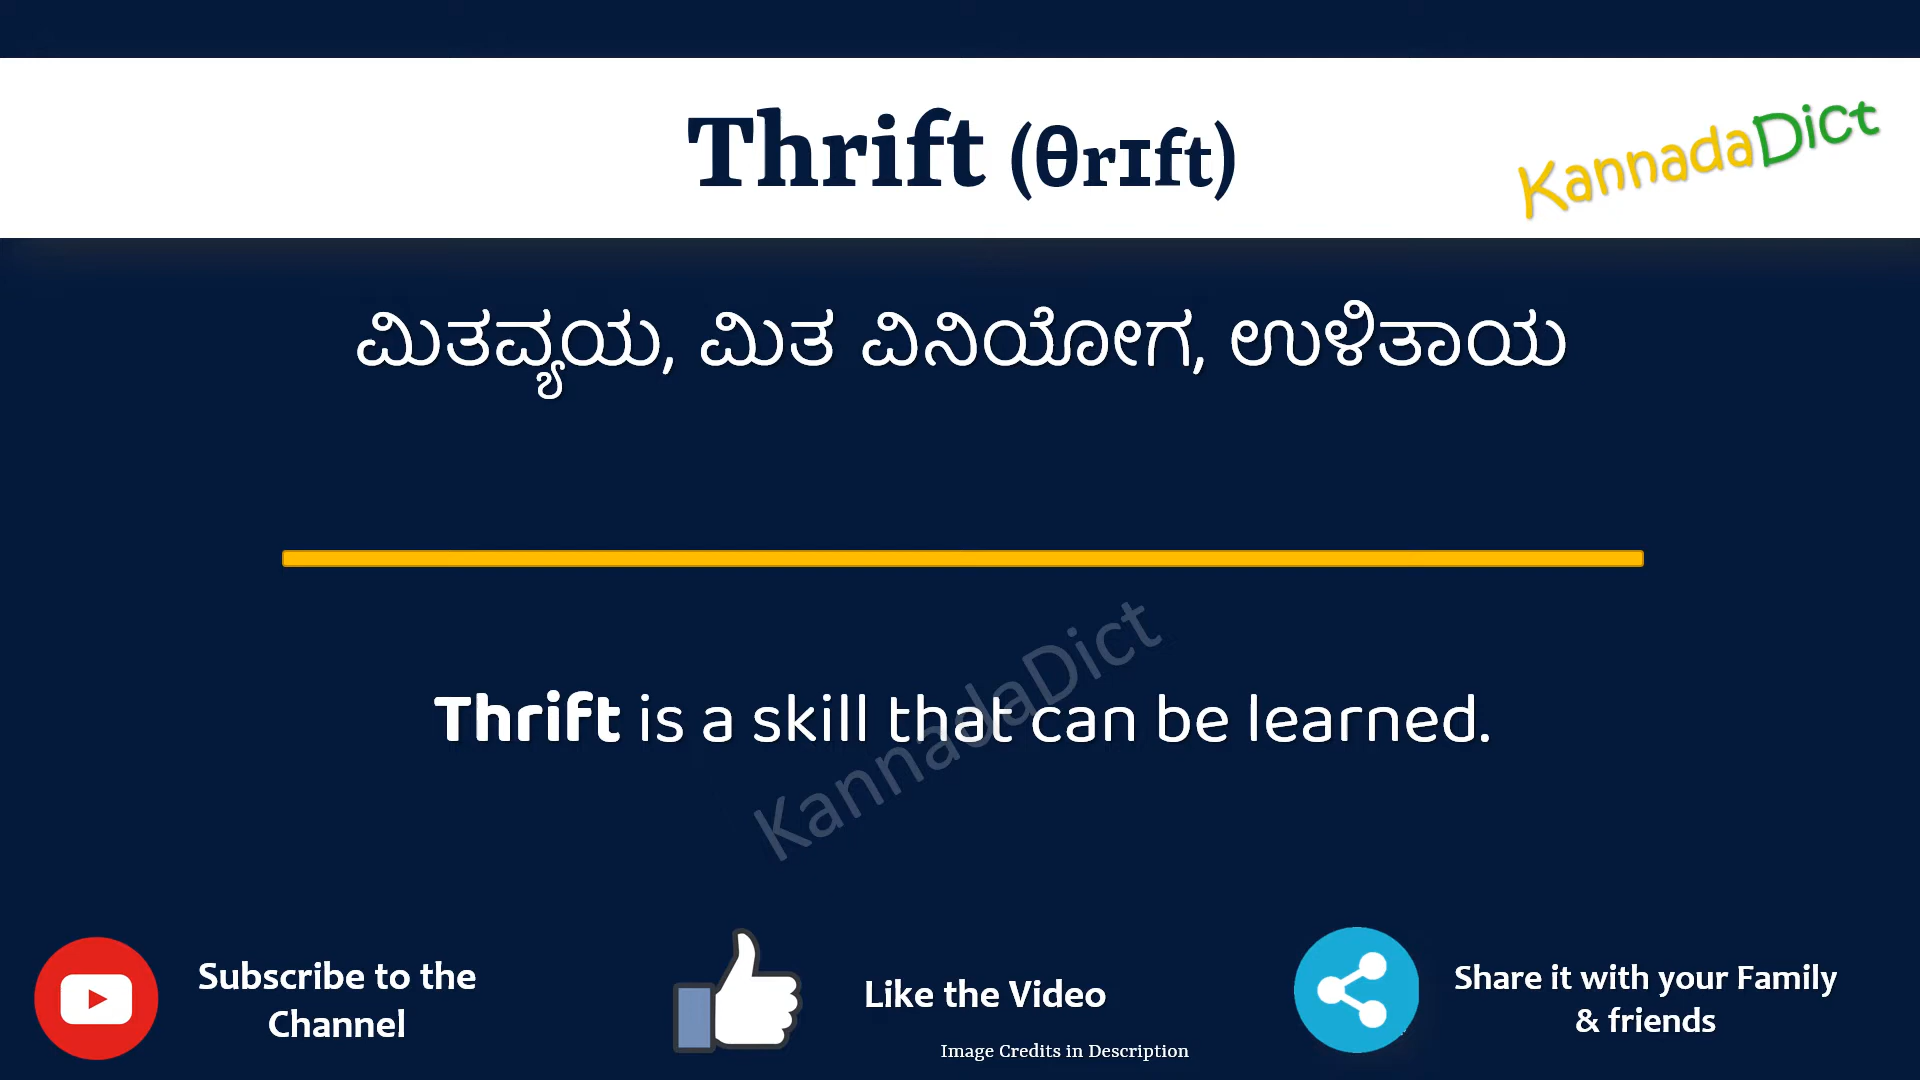 Thrift (θrɪft)
KannadaDict
ಮಿತವ್ಯಯ, ಮಿತ ವಿನಿಯೋಗ, ಉಳಿತಾಯ
Thrift is a skill that can be learned.
KannadaDict
Subscribe to the
Channel
Like the Video
Share it with your Family
& friends
Image Credits in Description